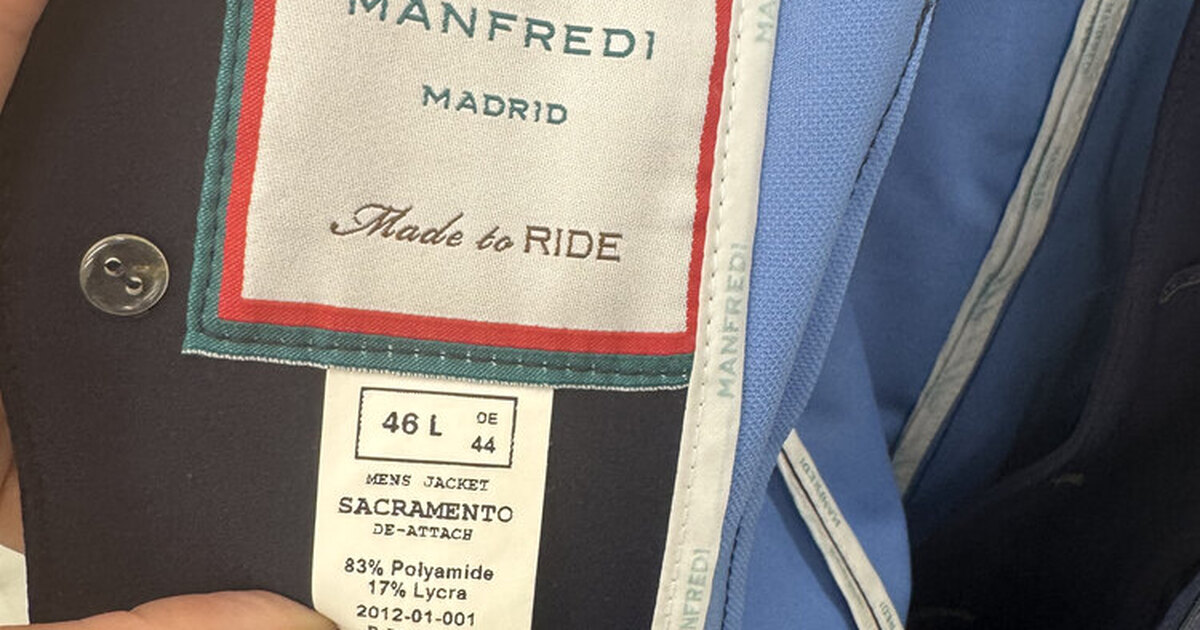 MANFREDI
MADRID
Made to RIDE
46 L
OE
44
MENS JACKET
SACRAMENTO
DE-ATTACH
83% Polyamide
17% Lycra
2012-01-001
MANFREDI
MANFREDI